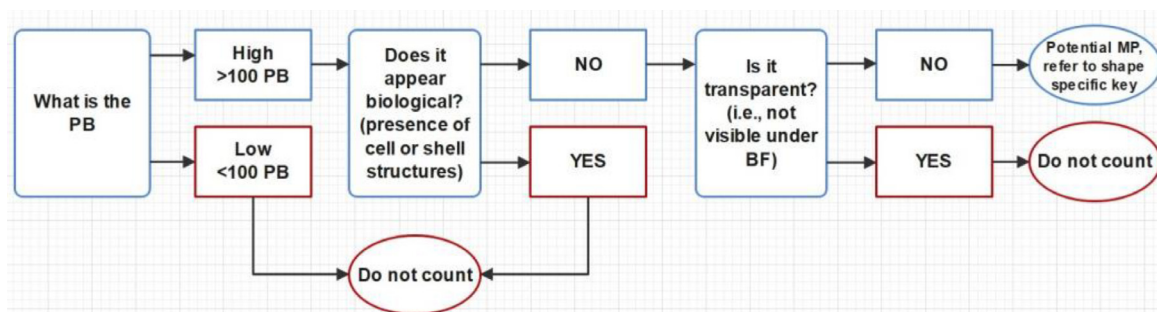 What is the
PB
High
>100 PB
Low
<100 PB
Does it
appear
biological?
(presence of
cell or shell
structures)
NO
YES
Do not count
Is it
transparent?
(i.e., not
visible under
BF)
NO
YES
Potential MP,
refer to shape
specific key
Do not count